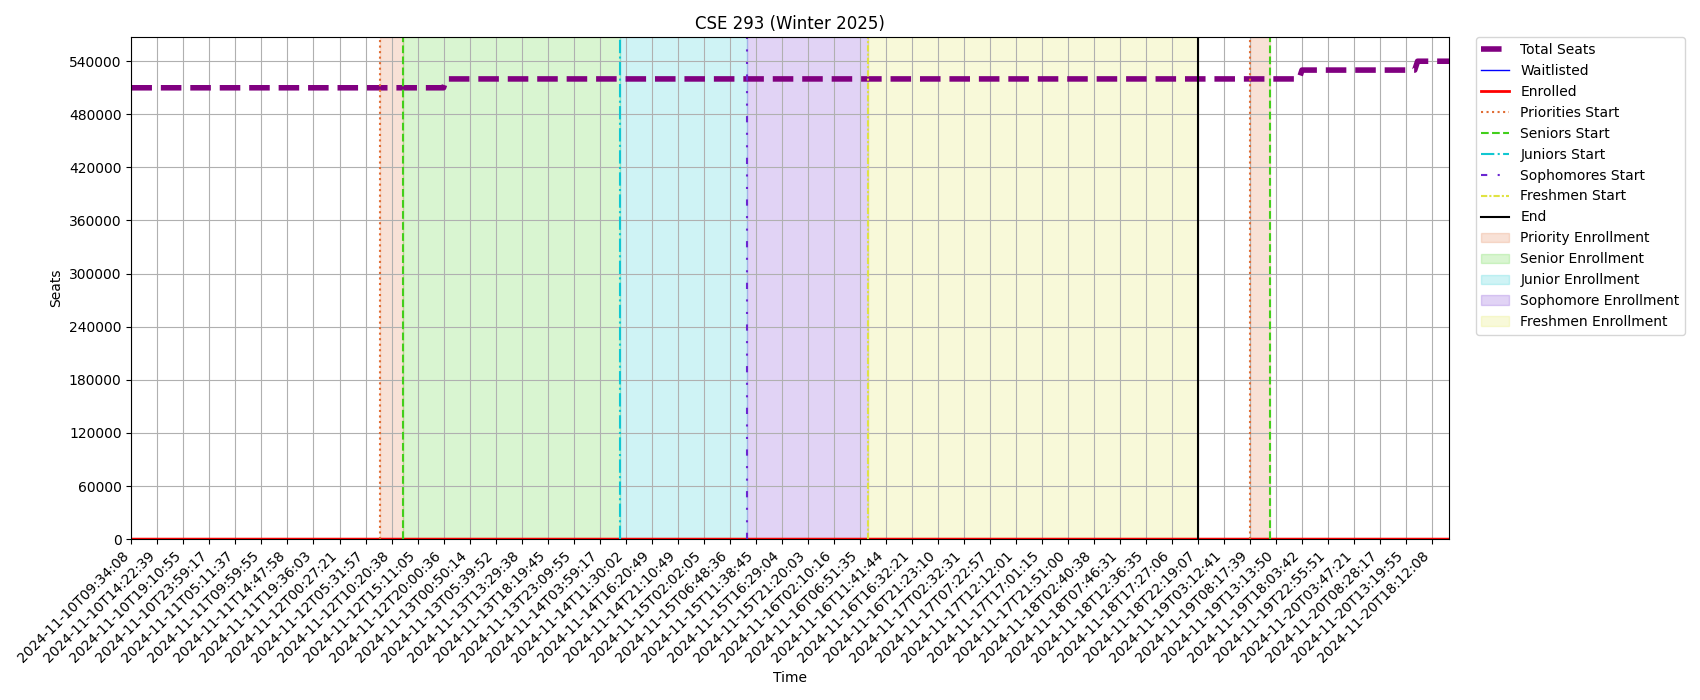 CSE 293 (Winter 2025)
Seats
540000
480000
420000
360000
300000
240000
180000
120000
60000
0
2024-11-10T09:34:08
2024-11-10T14:22:39
2024-11-10T19:10:55
2024-11-10T23:59:17
2024-11-11T05:11:37
2024-11-11T09:59:55
2024-11-11T14:47:58
2024-11-11T19:36:03
2024-11-12T00:27:21
2024-11-12T05:31:57
2024-11-12T10:20:38
2024-11-12T15:11:05
2024-11-12T20:00:36
2024-11-13T00:50:14
2024-11-13T05:39:52
2024-11-13T13:29:38
2024-11-13T18:19:45
2024-11-13T23:09:55
2024-11-14T03:59:17
2024-11-14T11:30:02
2024-11-14T16:20:49
2024-11-14T21:10:49
2024-11-15T02:02:05
2024-11-15T06:48:36
2024-11-15T11:38:45
2024-11-15T16:29:04
2024-11-15T21:20:03
2024-11-16T02:10:16
2024-11-16T06:51:35
2024-11-16T11:41:44
2024-11-16T16:32:21
2024-11-16T21:23:10
2024-11-17T02:32:31
2024-11-17T07:22:57
2024-11-17T12:12:01
2024-11-17T17:01:15
2024-11-17T21:51:00
2024-11-18T02:40:38
2024-11-18T07:46:31
2024-11-18T12:36:35
2024-11-18T17:27:06
2024-11-18T22:19:07
2024-11-19T03:12:41
2024-11-19T08:17:39
2024-11-19T13:13:50
2024-11-19T18:03:42
2024-11-19T22:55:51
2024-11-20T03:47:21
2024-11-20T08:28:17
2024-11-20T13:19:55
2024-11-20T18:12:08
Time
Total Seats
Waitlisted
Enrolled
Priorities Start
Seniors Start
Juniors Start
Sophomores Start
Freshmen Start
End
Priority Enrollment
Senior Enrollment
Junior Enrollment
Sophomore Enrollment
Freshmen Enrollment